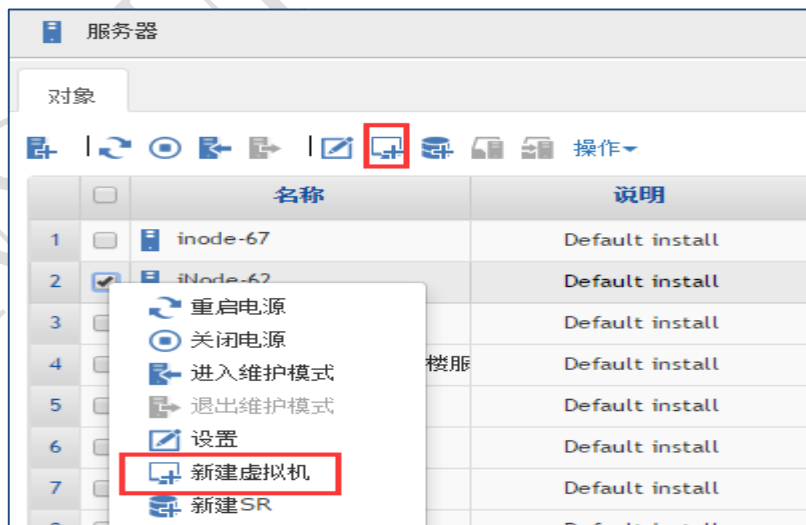 服务器
对象
操作
名称 说明
1 inode-67 Default install
2 iNode-62 Default install
重启电源
3 Default install
关闭电源
4 楼服 Default install
进入维护模式
5 Default install
退出维护模式
6 Default install
设置
新建虚拟机
7 Default install
新建SR